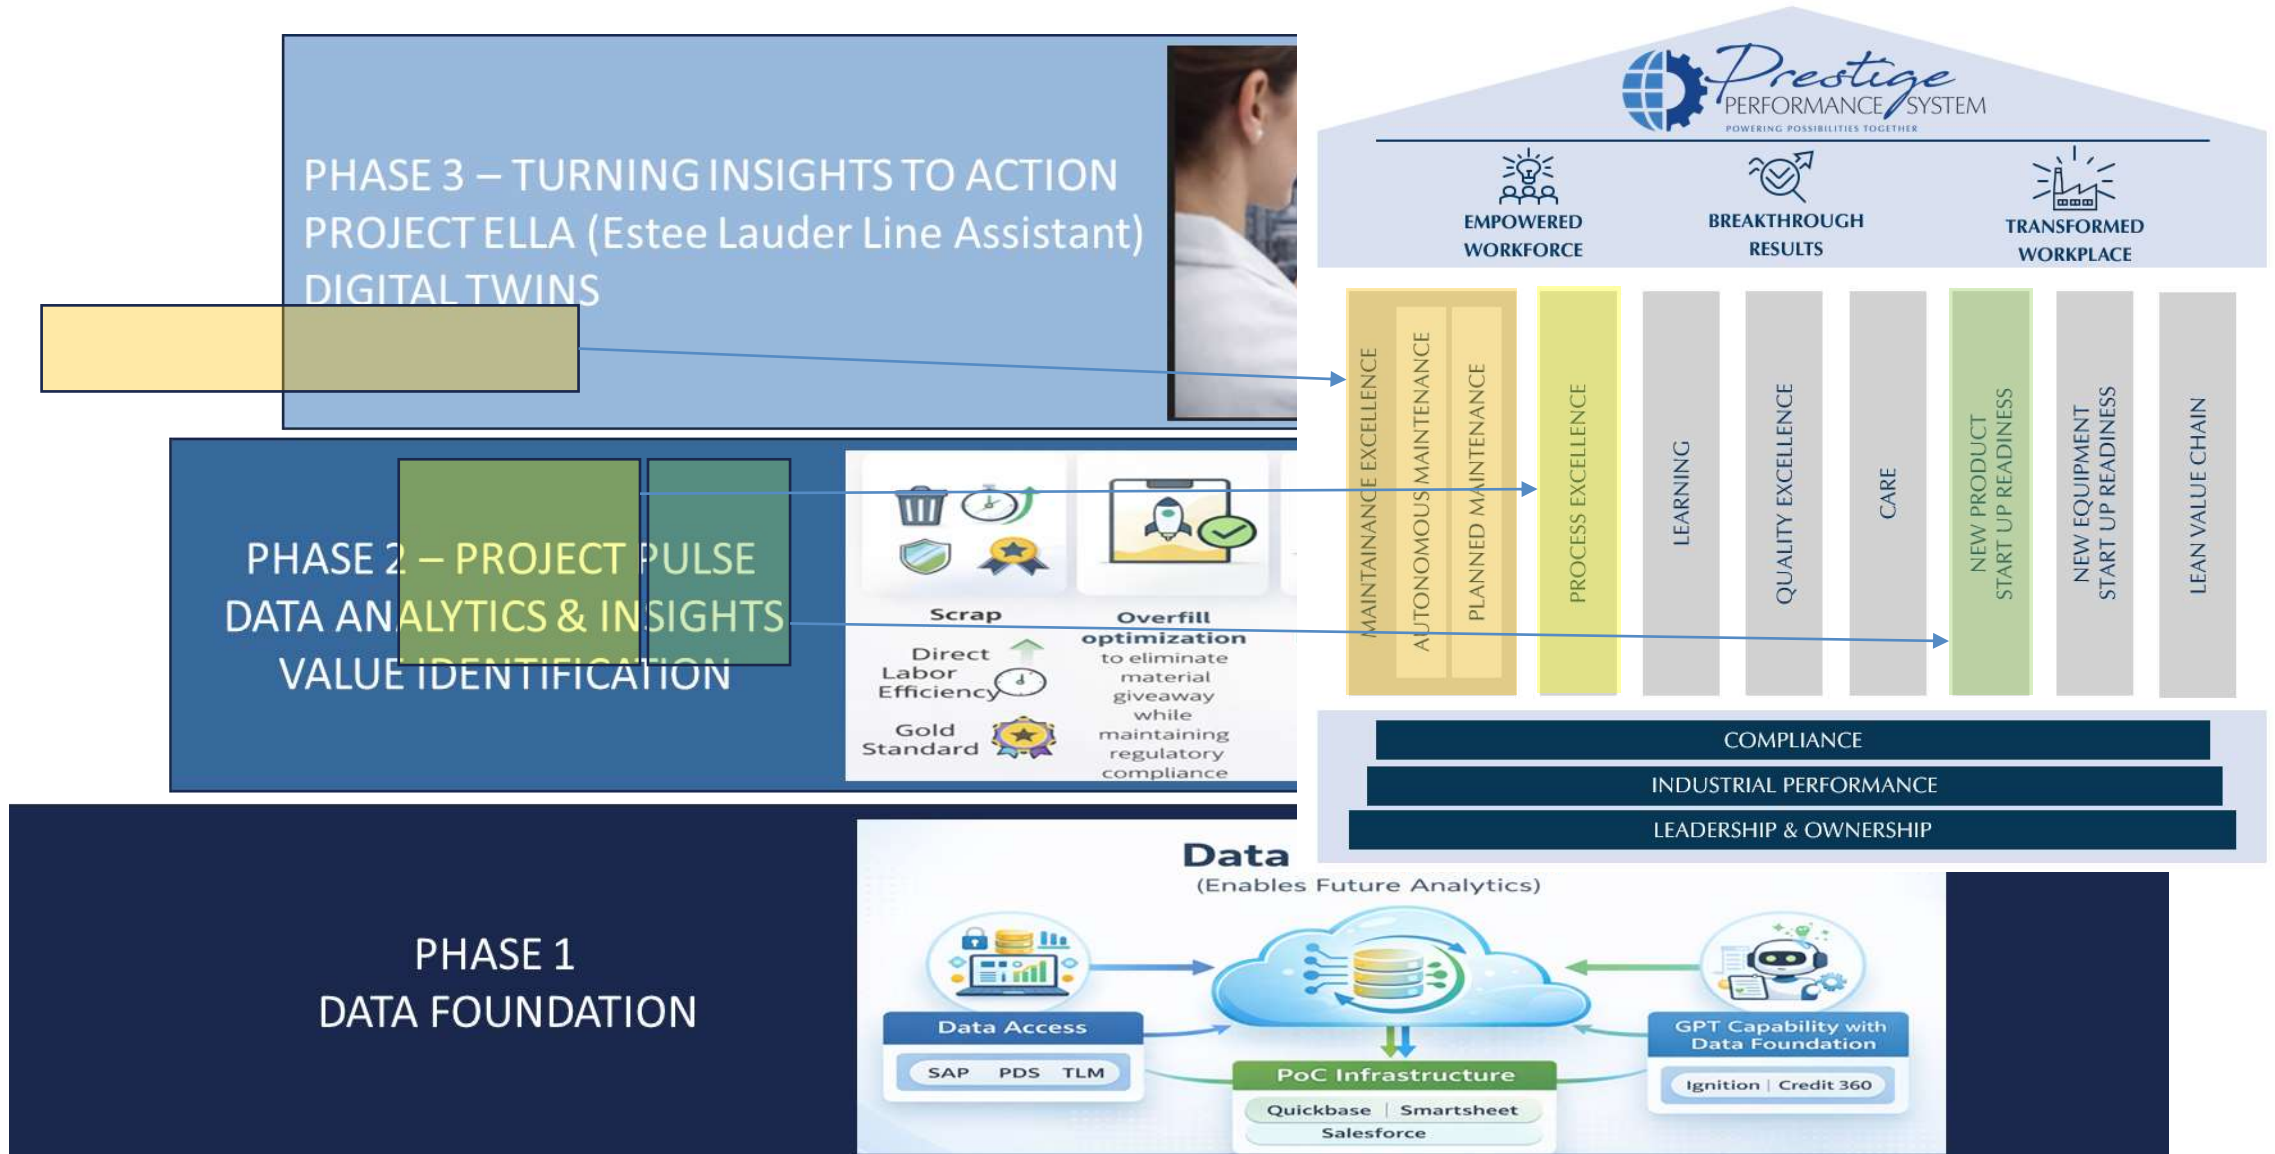 PHASE 3 – TURNING INSIGHTS TO ACTION
PROJECT ELLA (Estee Lauder Line Assistant)
DIGITAL TWINS
PHASE 2 – PROJECT PULSE
DATA ANALYTICS & INSIGHTS
VALUE IDENTIFICATION
Scrap
Direct
Labor
Efficiency
Gold
Standard
Overfill
optimization
to eliminate
material
giveaway
while
maintaining
regulatory
compliance
PHASE 1
DATA FOUNDATION
Data
(Enables Future Analytics)
Data Access
SAP PDS TLM
PoC Infrastructure
Quickbase | Smartsheet
Salesforce
GPT Capability with
Data Foundation
Ignition | Credit 360
Prestige
PERFORMANCE SYSTEM
POWERING POSSIBILITIES TOGETHER
EMPOWERED
WORKFORCE
BREAKTHROUGH
RESULTS
TRANSFORMED
WORKPLACE
MAINTAINANCE EXCELLENCE
AUTONOMOUS MAINTENANCE
PLANNED MAINTENANCE
PROCESS EXCELLENCE
LEARNING
QUALITY EXCELLENCE
CARE
NEW PRODUCT
START UP READINESS
NEW EQUIPMENT
START UP READINESS
LEAN VALUE CHAIN
COMPLIANCE
INDUSTRIAL PERFORMANCE
LEADERSHIP & OWNERSHIP